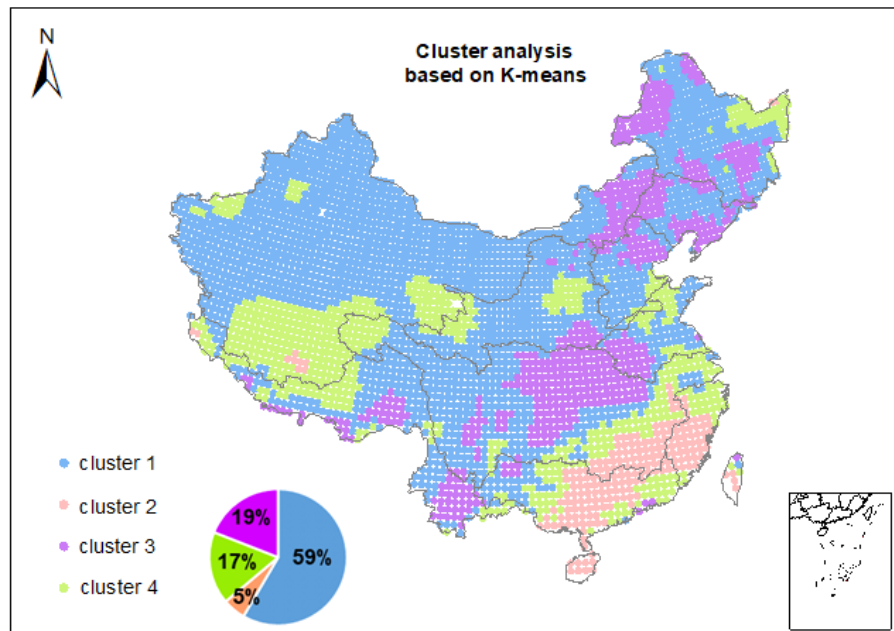 N
Cluster analysis
based on K-means
cluster 1
cluster 2
cluster 3
cluster 4
19%
17%
59%
5%